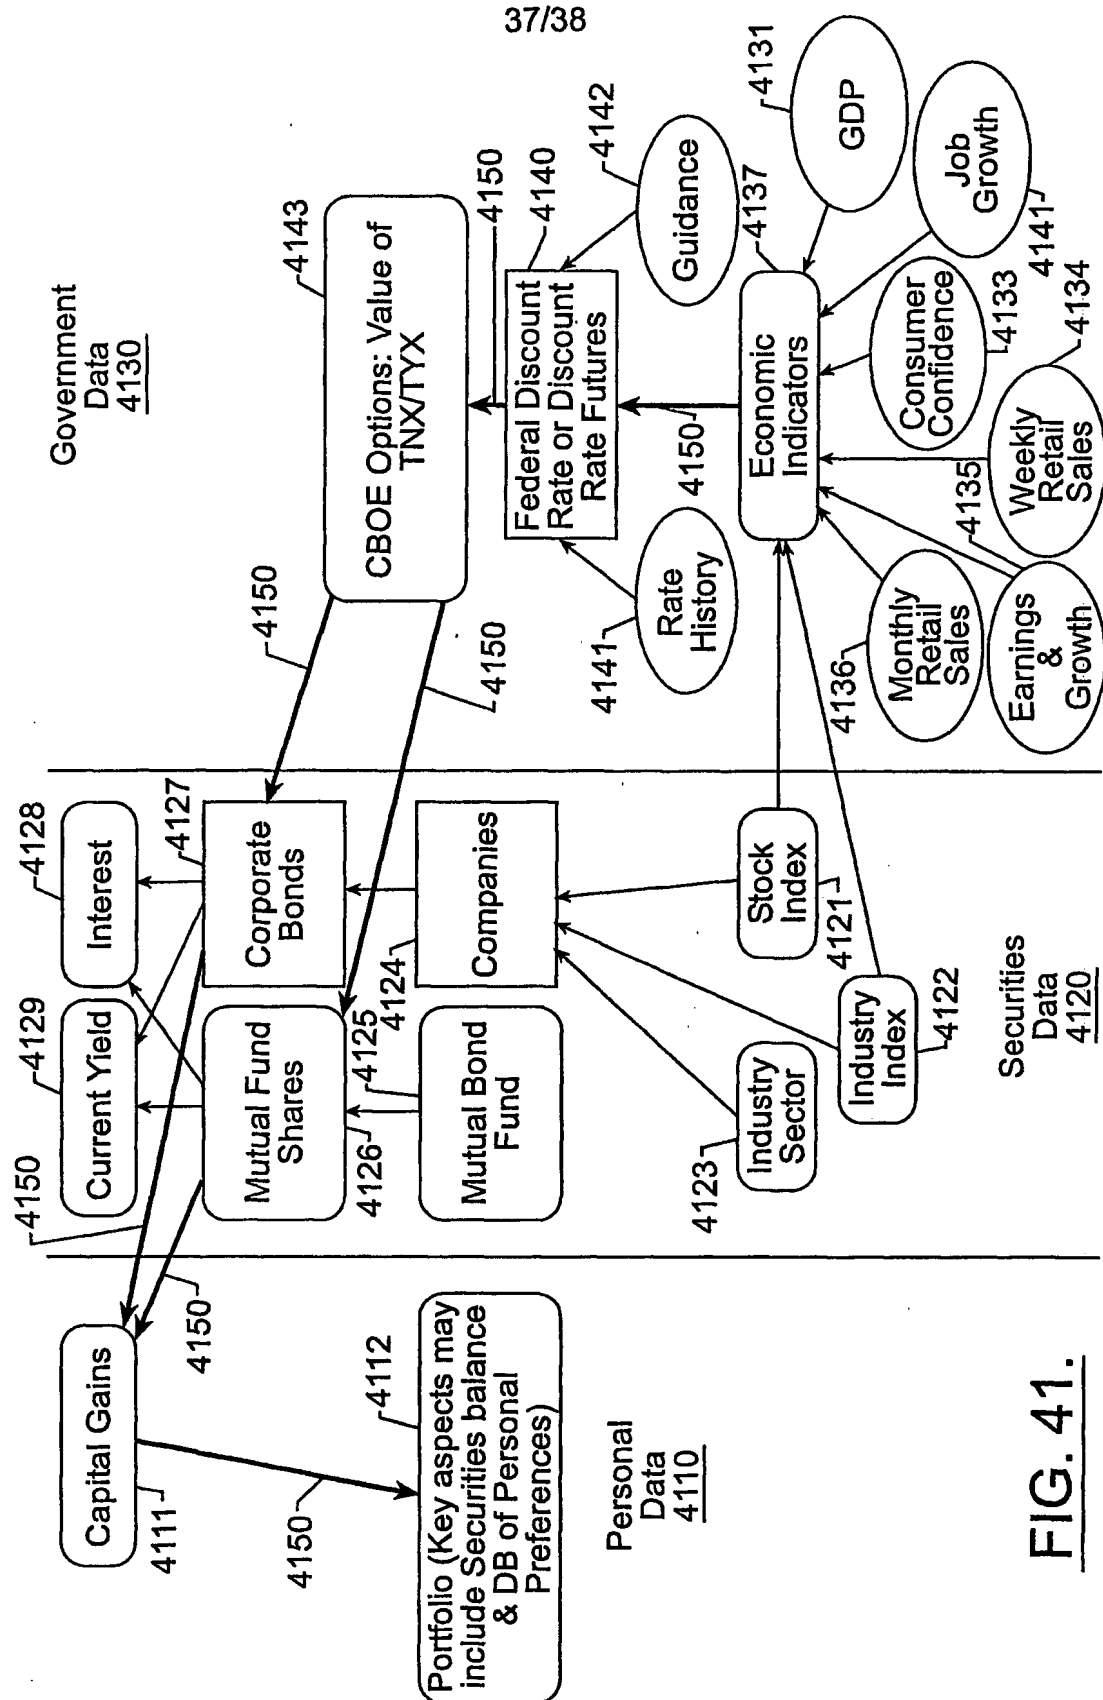 37/38
Government
Data
4130
4143
CBOE Options: Value of
TNX/TYX
4150
4150
4150
4140
Federal Discount
Rate or Discount
Rate Futures
4142
Guidance
4141
Rate
History
4150
4137
Economic
Indicators
4131
GDP
Job
Growth
4141
Consumer
Confidence
4133
4134
Weekly
Retail
Sales
4135
Monthly
Retail
Sales
4136
Earnings
&
Growth
4128
Interest
4129
Current Yield
4127
Corporate
Bonds
Mutual Fund
Shares
4126
4125
4124
Companies
Mutual Bond
Fund
Stock
Index
4121
Industry
Index
4122
Industry
Sector
4123
Securities
Data
4120
4150
4150
Capital Gains
4111
4150
4112
Portfolio (Key aspects may
include Securities balance
& DB of Personal
Preferences)
Personal
Data
4110
FIG. 41.